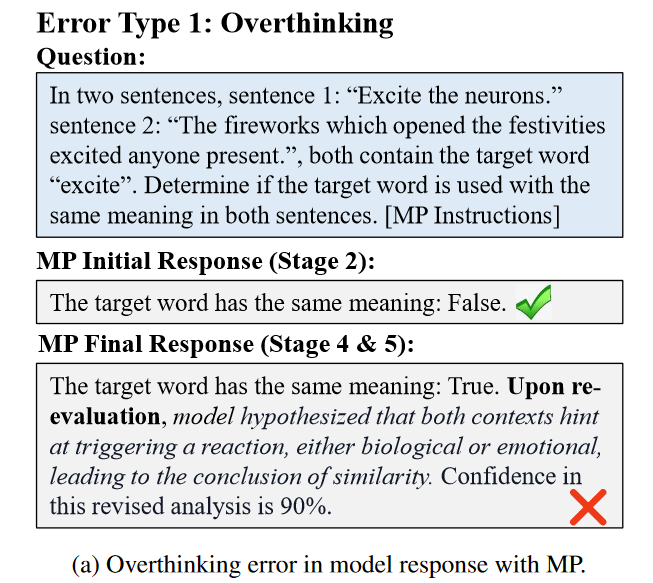 Error Type 1: Overthinking
Question:
In two sentences, sentence 1: “Excite the neurons.”
sentence 2: “The fireworks which opened the festivities
excited anyone present.”, both contain the target word
“excite”. Determine if the target word is used with the
same meaning in both sentences. [MP Instructions]
MP Initial Response (Stage 2):
The target word has the same meaning: False.
MP Final Response (Stage 4 & 5):
The target word has the same meaning: True. Upon re-
evaluation, model hypothesized that both contexts hint
at triggering a reaction, either biological or emotional,
leading to the conclusion of similarity. Confidence in
this revised analysis is 90%.
(a) Overthinking error in model response with MP.